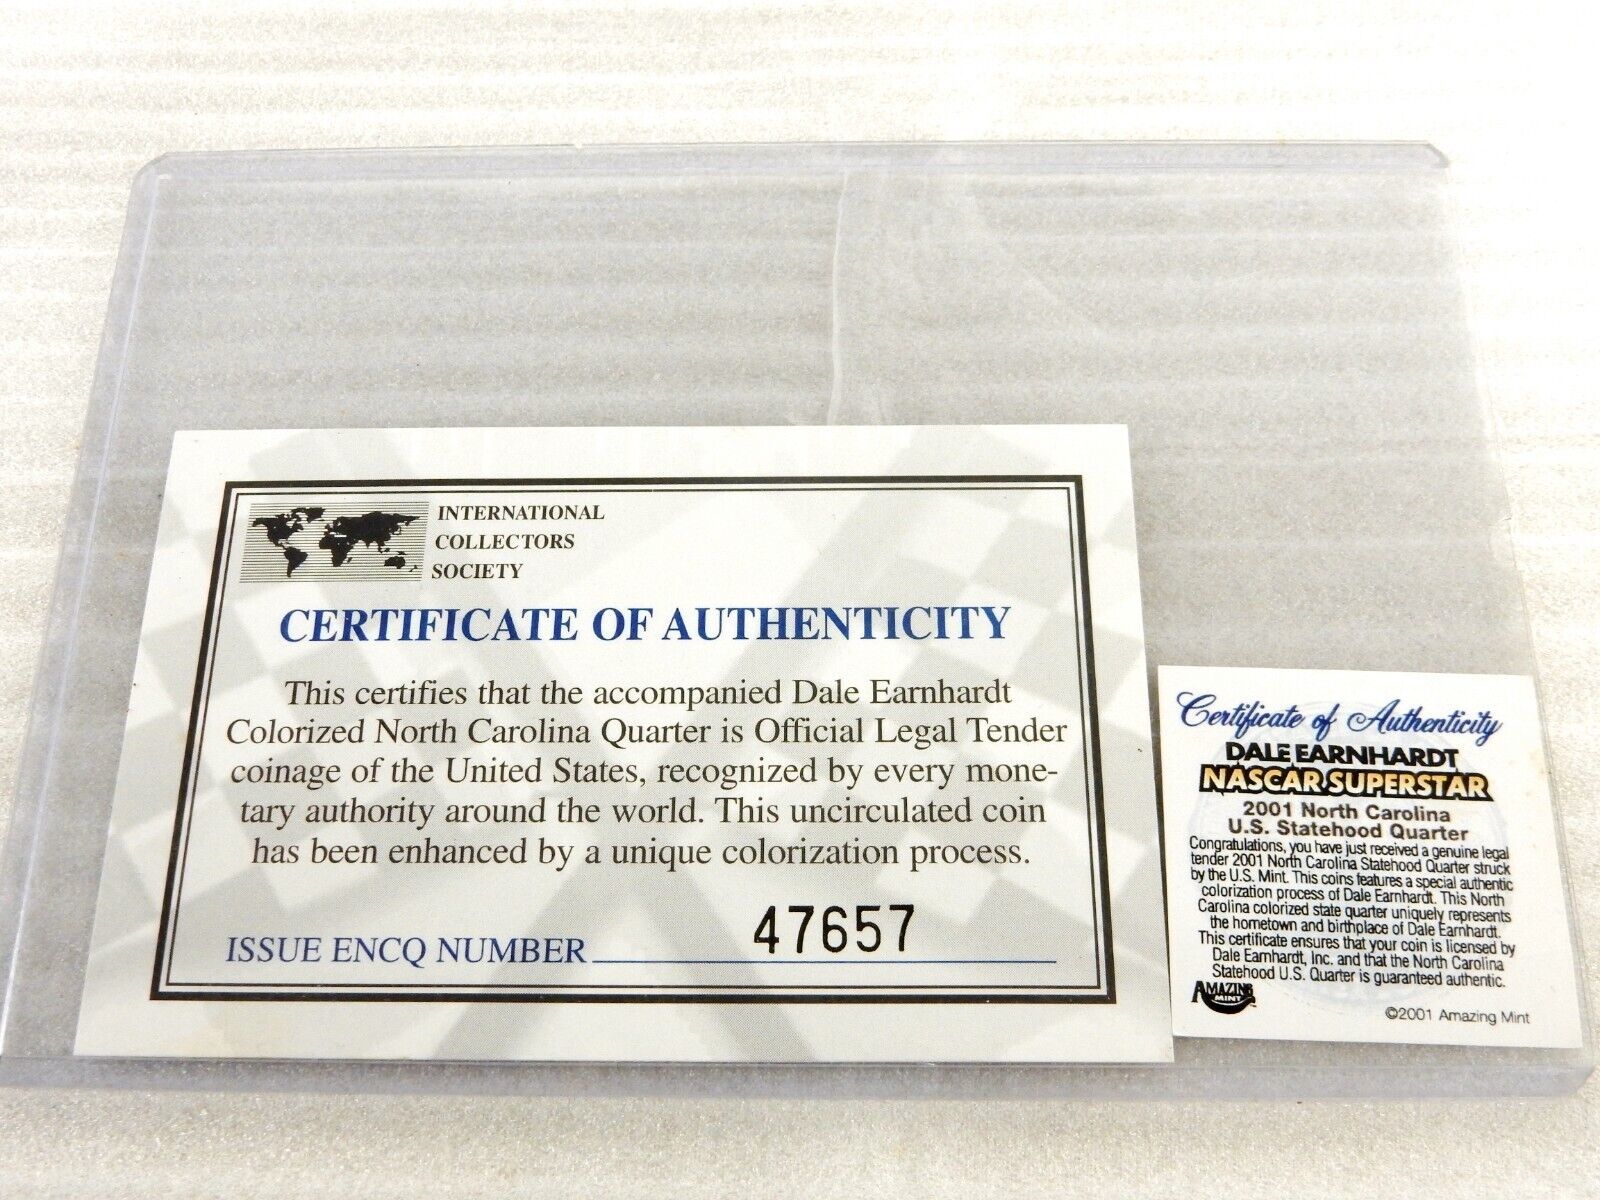 INTERNATIONAL
COLLECTORS
SOCIETY
CERTIFICATE OF AUTHENTICITY
This certifies that the accompanied Dale Earnhardt
Colorized North Carolina Quarter is Official Legal Tender
coinage of the United States, recognized by every mone-
tary authority around the world. This uncirculated coin
has been enhanced by a unique colorization process.
ISSUE ENCQ NUMBER 47657
Certificate of Authenticity
DALE EARNHARDT
NASCAR SUPERSTAR
2001 North Carolina
U.S. Statehood Quarter
Congratulations, you have just received a genuine legal
tender 2001 North Carolina Statehood Quarter struck
by the U.S. Mint. This coins features a special authentic
colorization process of Dale Earnhardt. This North
Carolina colorized state quarter uniquely represents
the hometown and birthplace of Dale Earnhardt.
This certificate ensures that your coin is licensed by
Dale Earnhardt, Inc. and that the North Carolina
Statehood U.S. Quarter is guaranteed authentic.
AMAZING
MINT
©2001 Amazing Mint